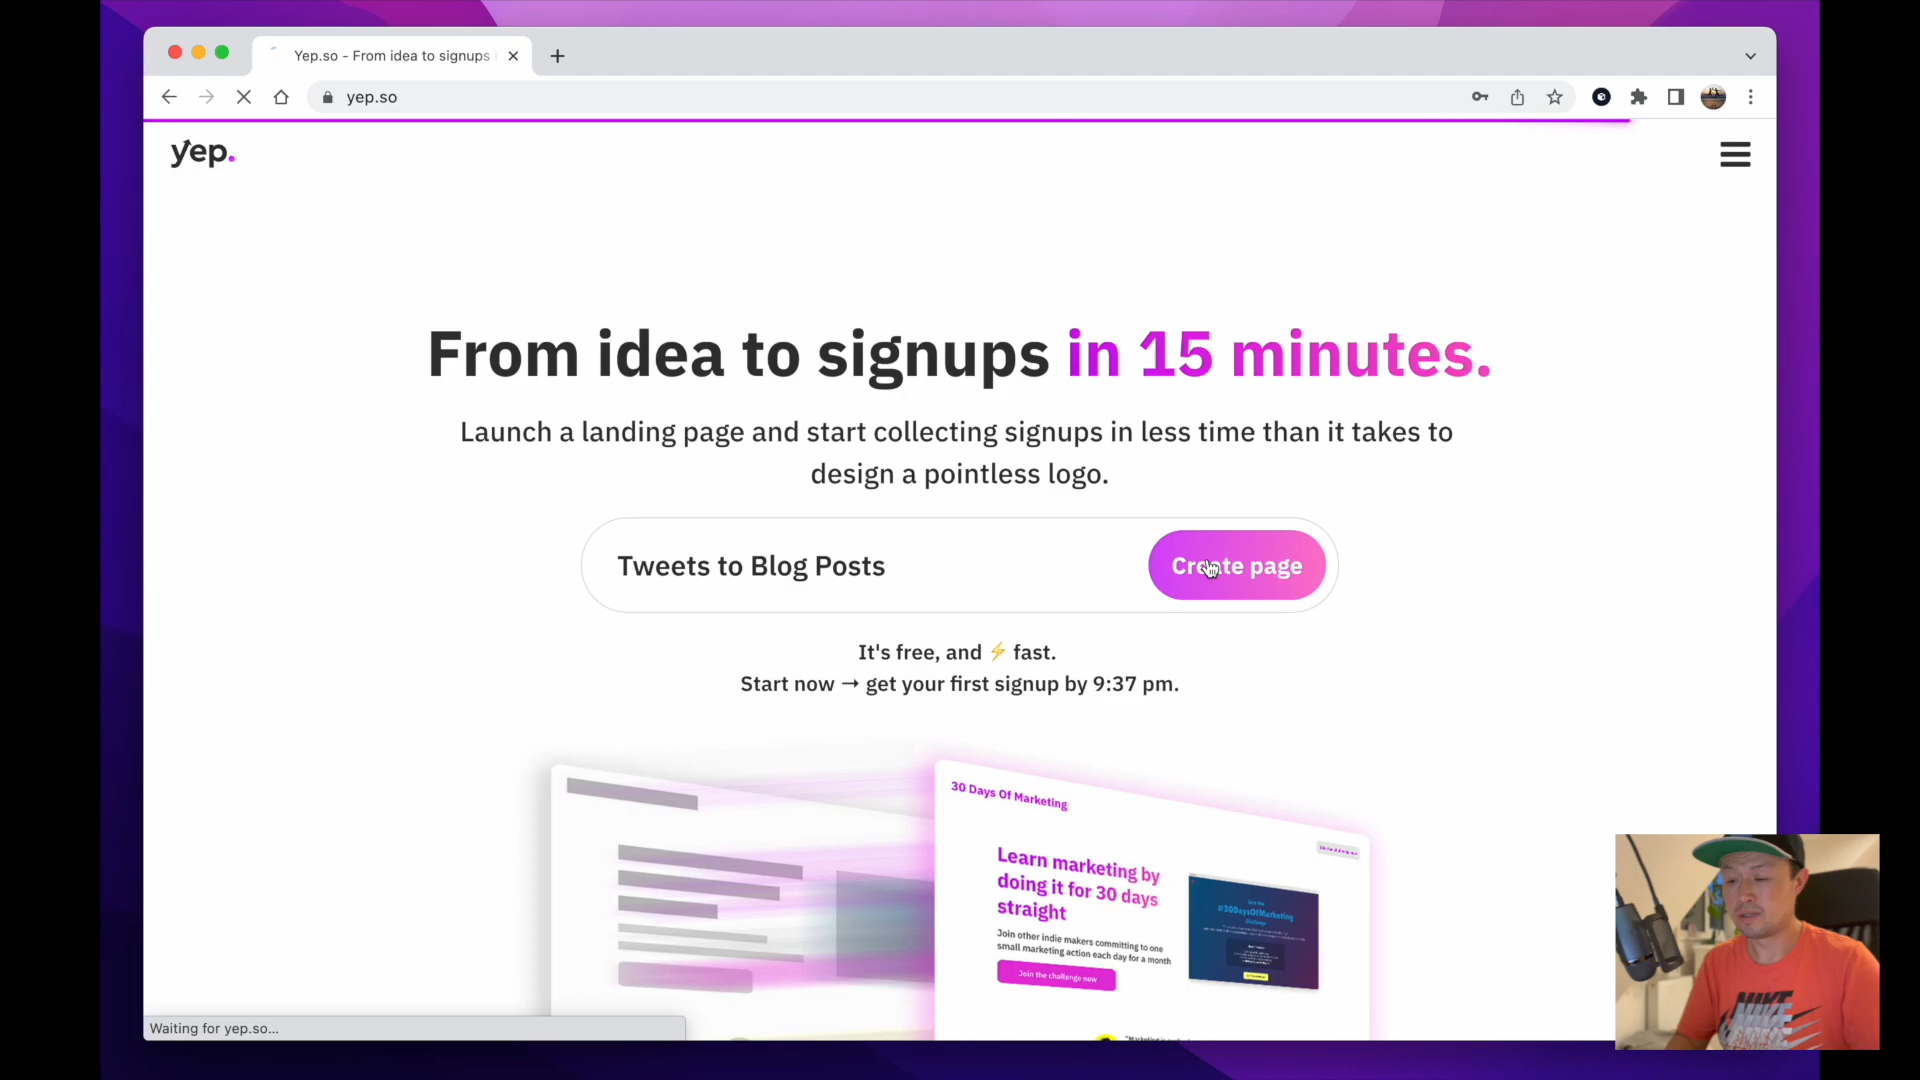 Yep.so - From idea to signups
yep.so
yep.
From idea to signups in 15 minutes.
Launch a landing page and start collecting signups in less time than it takes to
design a pointless logo.
Tweets to Blog Posts
Create page
It's free, and ⚡ fast.
Start now → get your first signup by 9:37 pm.
30 Days Of Marketing
Learn marketing by
doing it for 30 days
straight
Join other indie makers committing to one
small marketing action each day for a month
Join the challenge now
#30DaysOfMarketing
Challenge
Waiting for yep.so...
NIKE